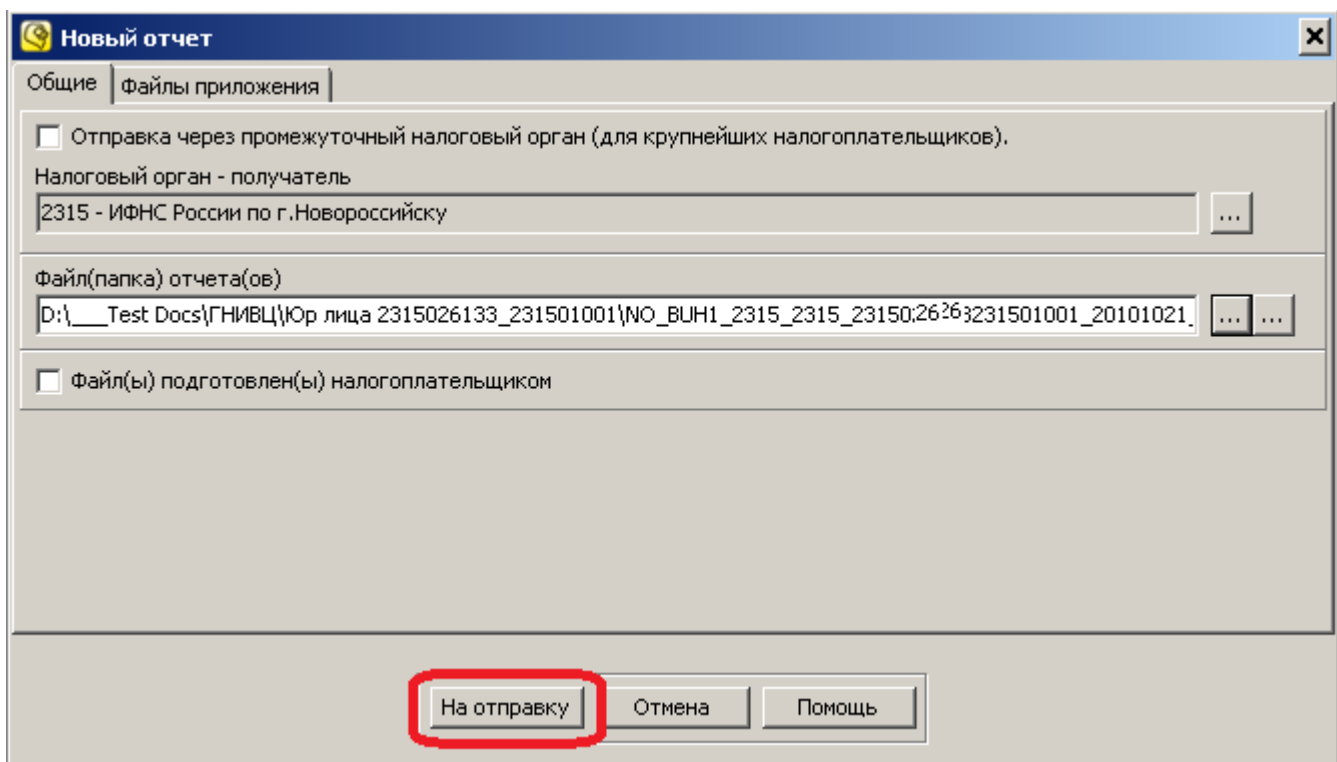 Новый отчет
Общие
Файлы приложения
Отправка через промежуточный налоговый орган (для крупнейших налогоплательщиков).
Налоговый орган - получатель
2315 - ИФНС России по г.Новороссийску
...
Файл(папка) отчета(ов)
D:\___Test Docs\ГНИВЦ\Юр лица 2315026133_231501001\NO_BUH1_2315_2315_23150
... ...
Файл(ы) подготовлен(ы) налогоплательщиком
На отправку
Отмена
Помощь